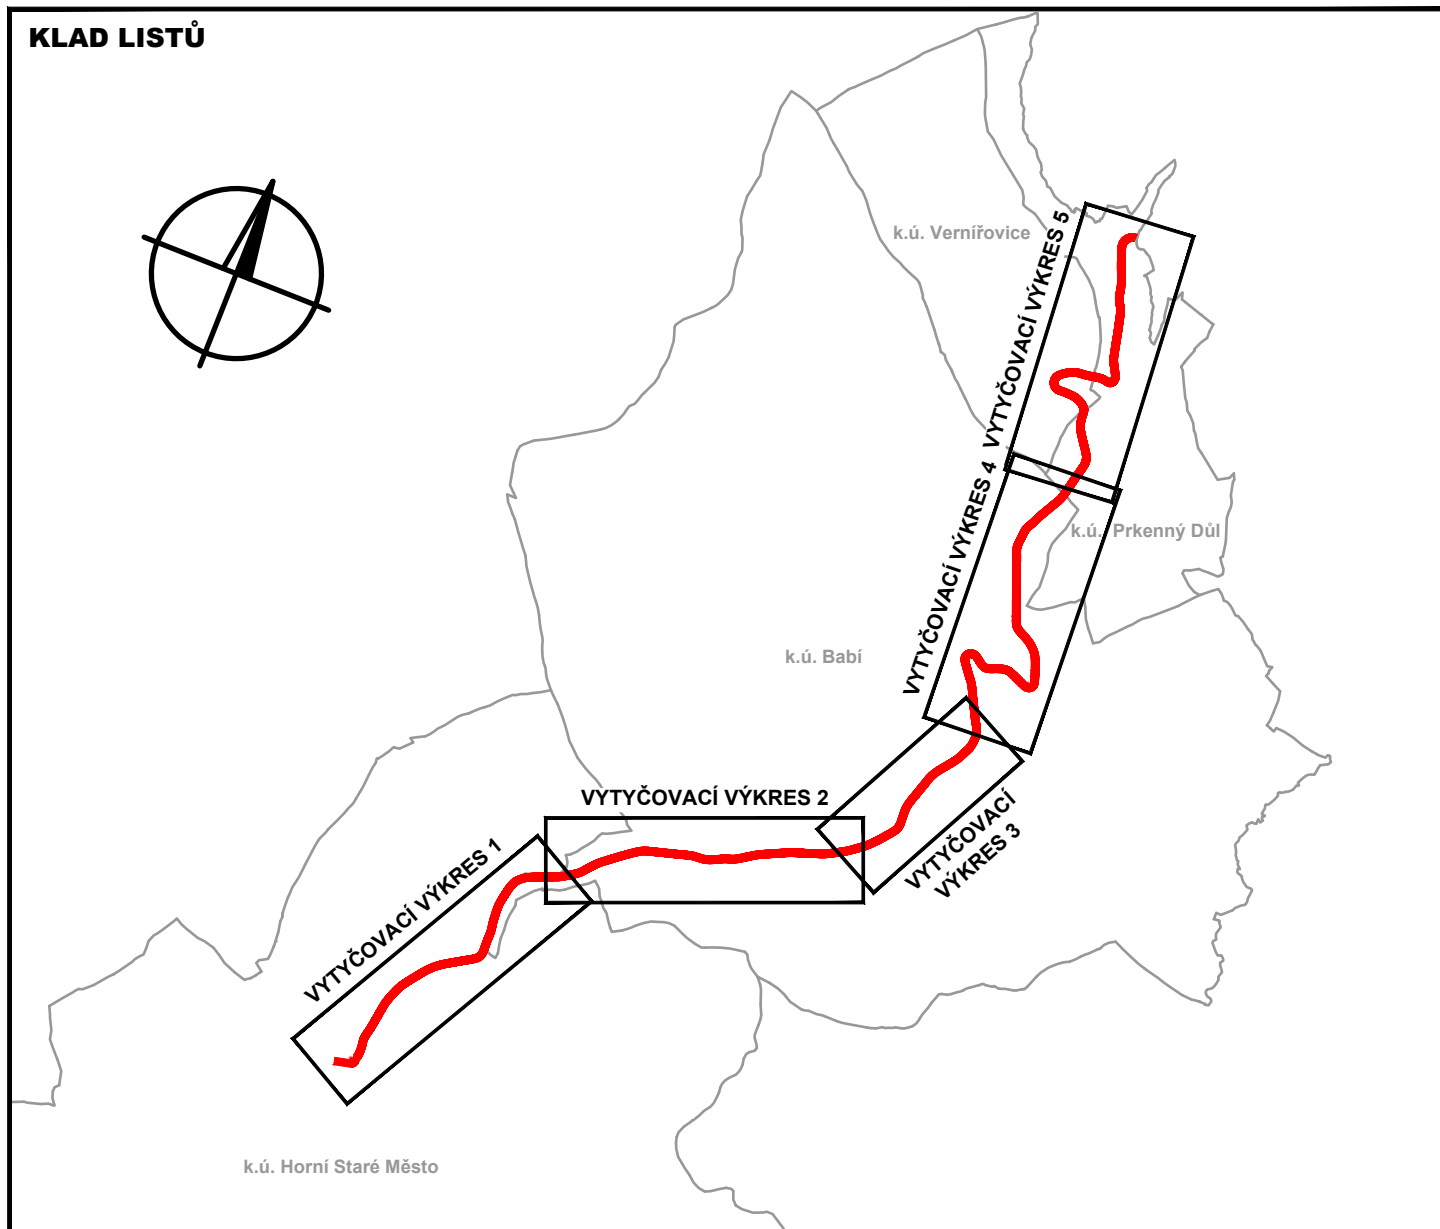 KLAD LISTŮ
k.ú. Verníořvice
VYTYČOVACÍ VÝKRES 5
VYTYČOVACÍ VÝKRES 4
k.ú. Prkenný Důl
k.ú. Babí
VYTYČOVACÍ VÝKRES 2
VYTYČOVACÍ
VÝKRES 3
VYTYČOVACÍ VÝKRES 1
k.ú. Horní Staré Město